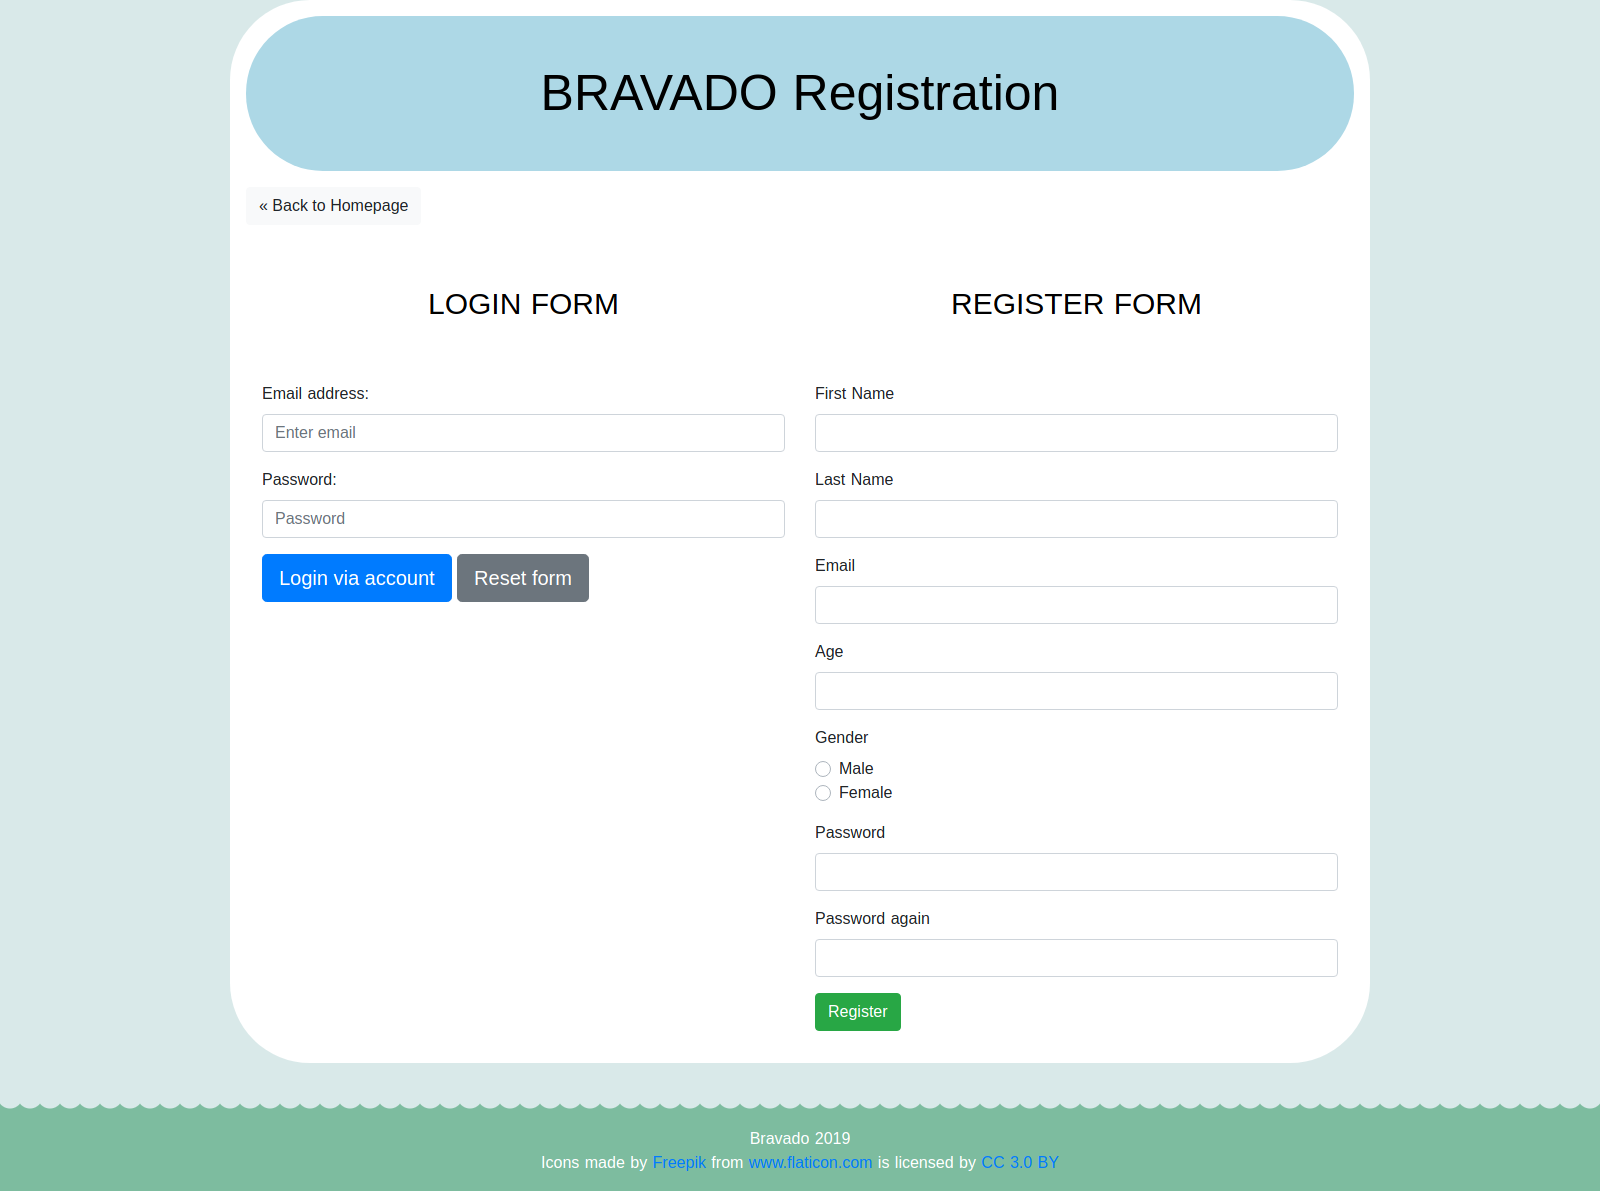 BRAVADO Registration
« Back to Homepage
LOGIN FORM
Email address:
Enter email
Password:
Password
Login via account
Reset form
REGISTER FORM
First Name
Last Name
Email
Age
Gender
Male
Female
Password
Password again
Register
Bravado 2019
Icons made by Freepik from www.flaticon.com is licensed by CC 3.0 BY